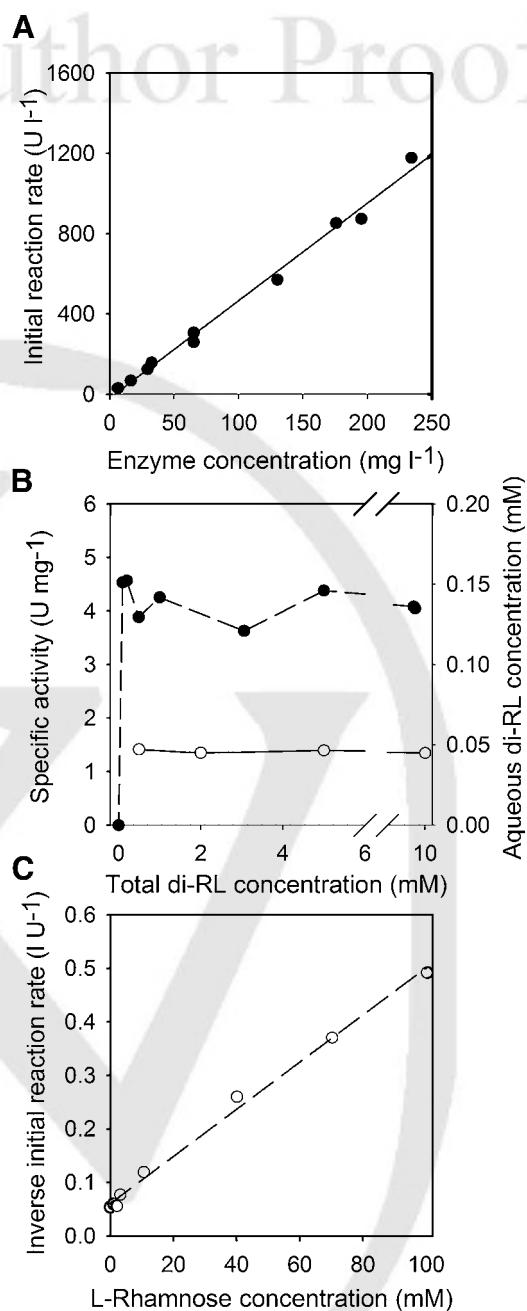 A
uthor Proof
1600
1200
800
400
0
Initial reaction rate (U l-1)
0 50 100 150 200 250
Enzyme concentration (mg l-1)
B
6
5
4
3
2
1
0
Specific activity (U mg-1)
0.20
0.15
0.10
0.05
0.00
Aqueous di-RL concentration (mM)
0 2 4 6 10
Total di-RL concentration (mM)
C
0.6
0.5
0.4
0.3
0.2
0.1
0.0
Inverse initial reaction rate (l U-1)
0 20 40 60 80 100
L-Rhamnose concentration (mM)